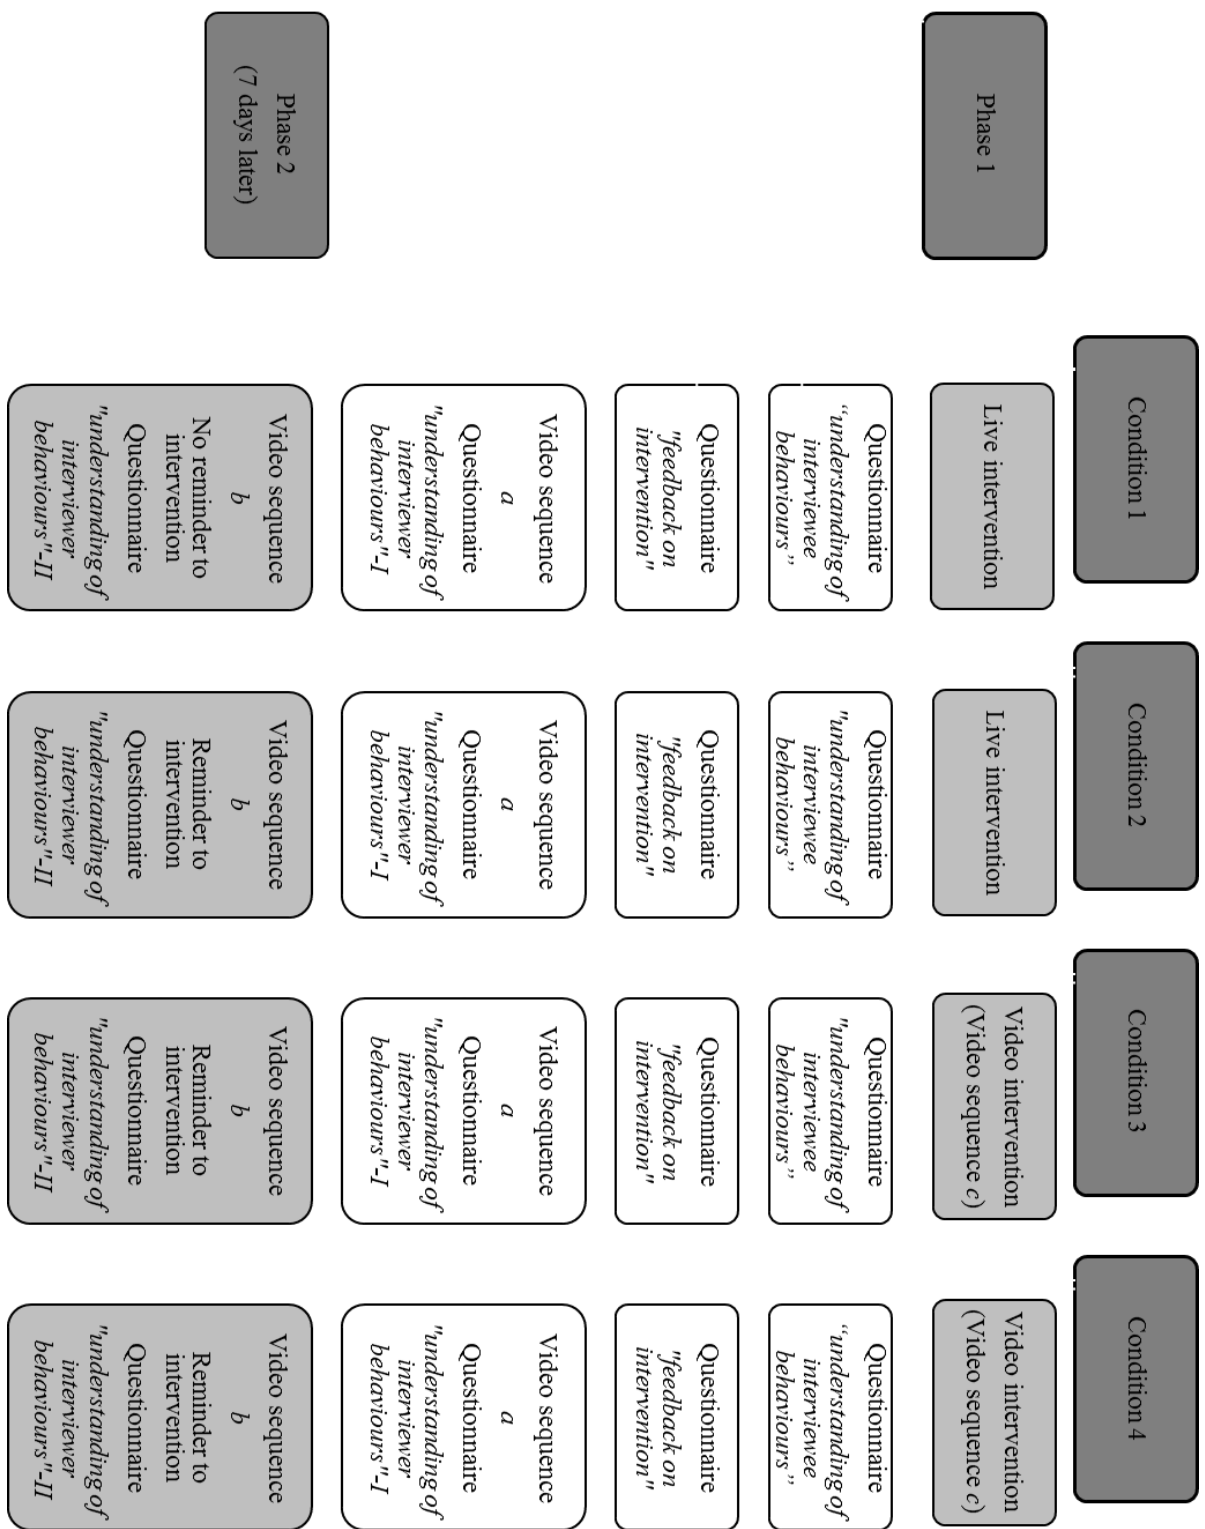 Condition 1
Condition 2
Condition 3
Condition 4
Phase 1
Live intervention
Live intervention
Video intervention
(Video sequence c)
Video intervention
(Video sequence c)
Questionnaire
“understanding of
interviewee
behaviours”
Questionnaire
"understanding of
interviewee
behaviours”
Questionnaire
"understanding of
interviewee
behaviours”
Questionnaire
“understanding of
interviewee
behaviours”
Questionnaire
"feedback on
intervention"
Questionnaire
"feedback on
intervention"
Questionnaire
"feedback on
intervention"
Questionnaire
"feedback on
intervention"
Phase 2
(7 days later)
Video sequence
a
Questionnaire
"understanding of
interviewer
behaviours"-I
Video sequence
a
Questionnaire
"understanding of
interviewer
behaviours"-I
Video sequence
a
Questionnaire
"understanding of
interviewer
behaviours"-I
Video sequence
a
Questionnaire
"understanding of
interviewer
behaviours"-I
Video sequence
b
No reminder to
intervention
Questionnaire
"understanding of
interviewer
behaviours"-II
Video sequence
b
Reminder to
intervention
Questionnaire
"understanding of
interviewer
behaviours"-II
Video sequence
b
Reminder to
intervention
Questionnaire
"understanding of
interviewer
behaviours"-II
Video sequence
b
Reminder to
intervention
Questionnaire
"understanding of
interviewer
behaviours"-II